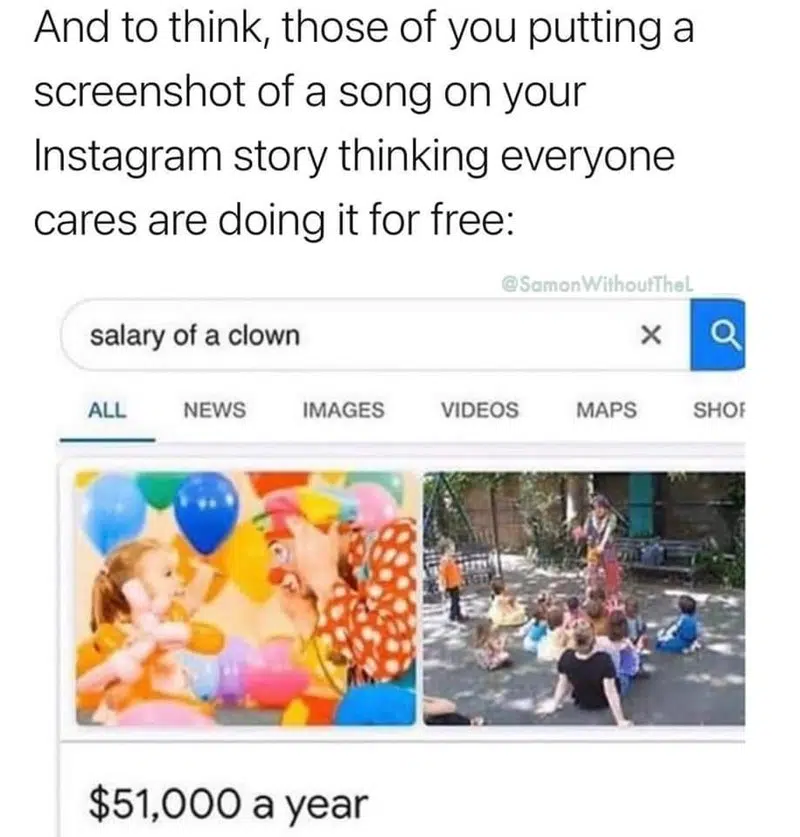 And to think, those of you putting a
screenshot of a song on your
Instagram story thinking everyone
cares are doing it for free:
@SamonWithoutTheL
salary of a clown
ALL NEWS IMAGES VIDEOS MAPS SHOP
$51,000 a year